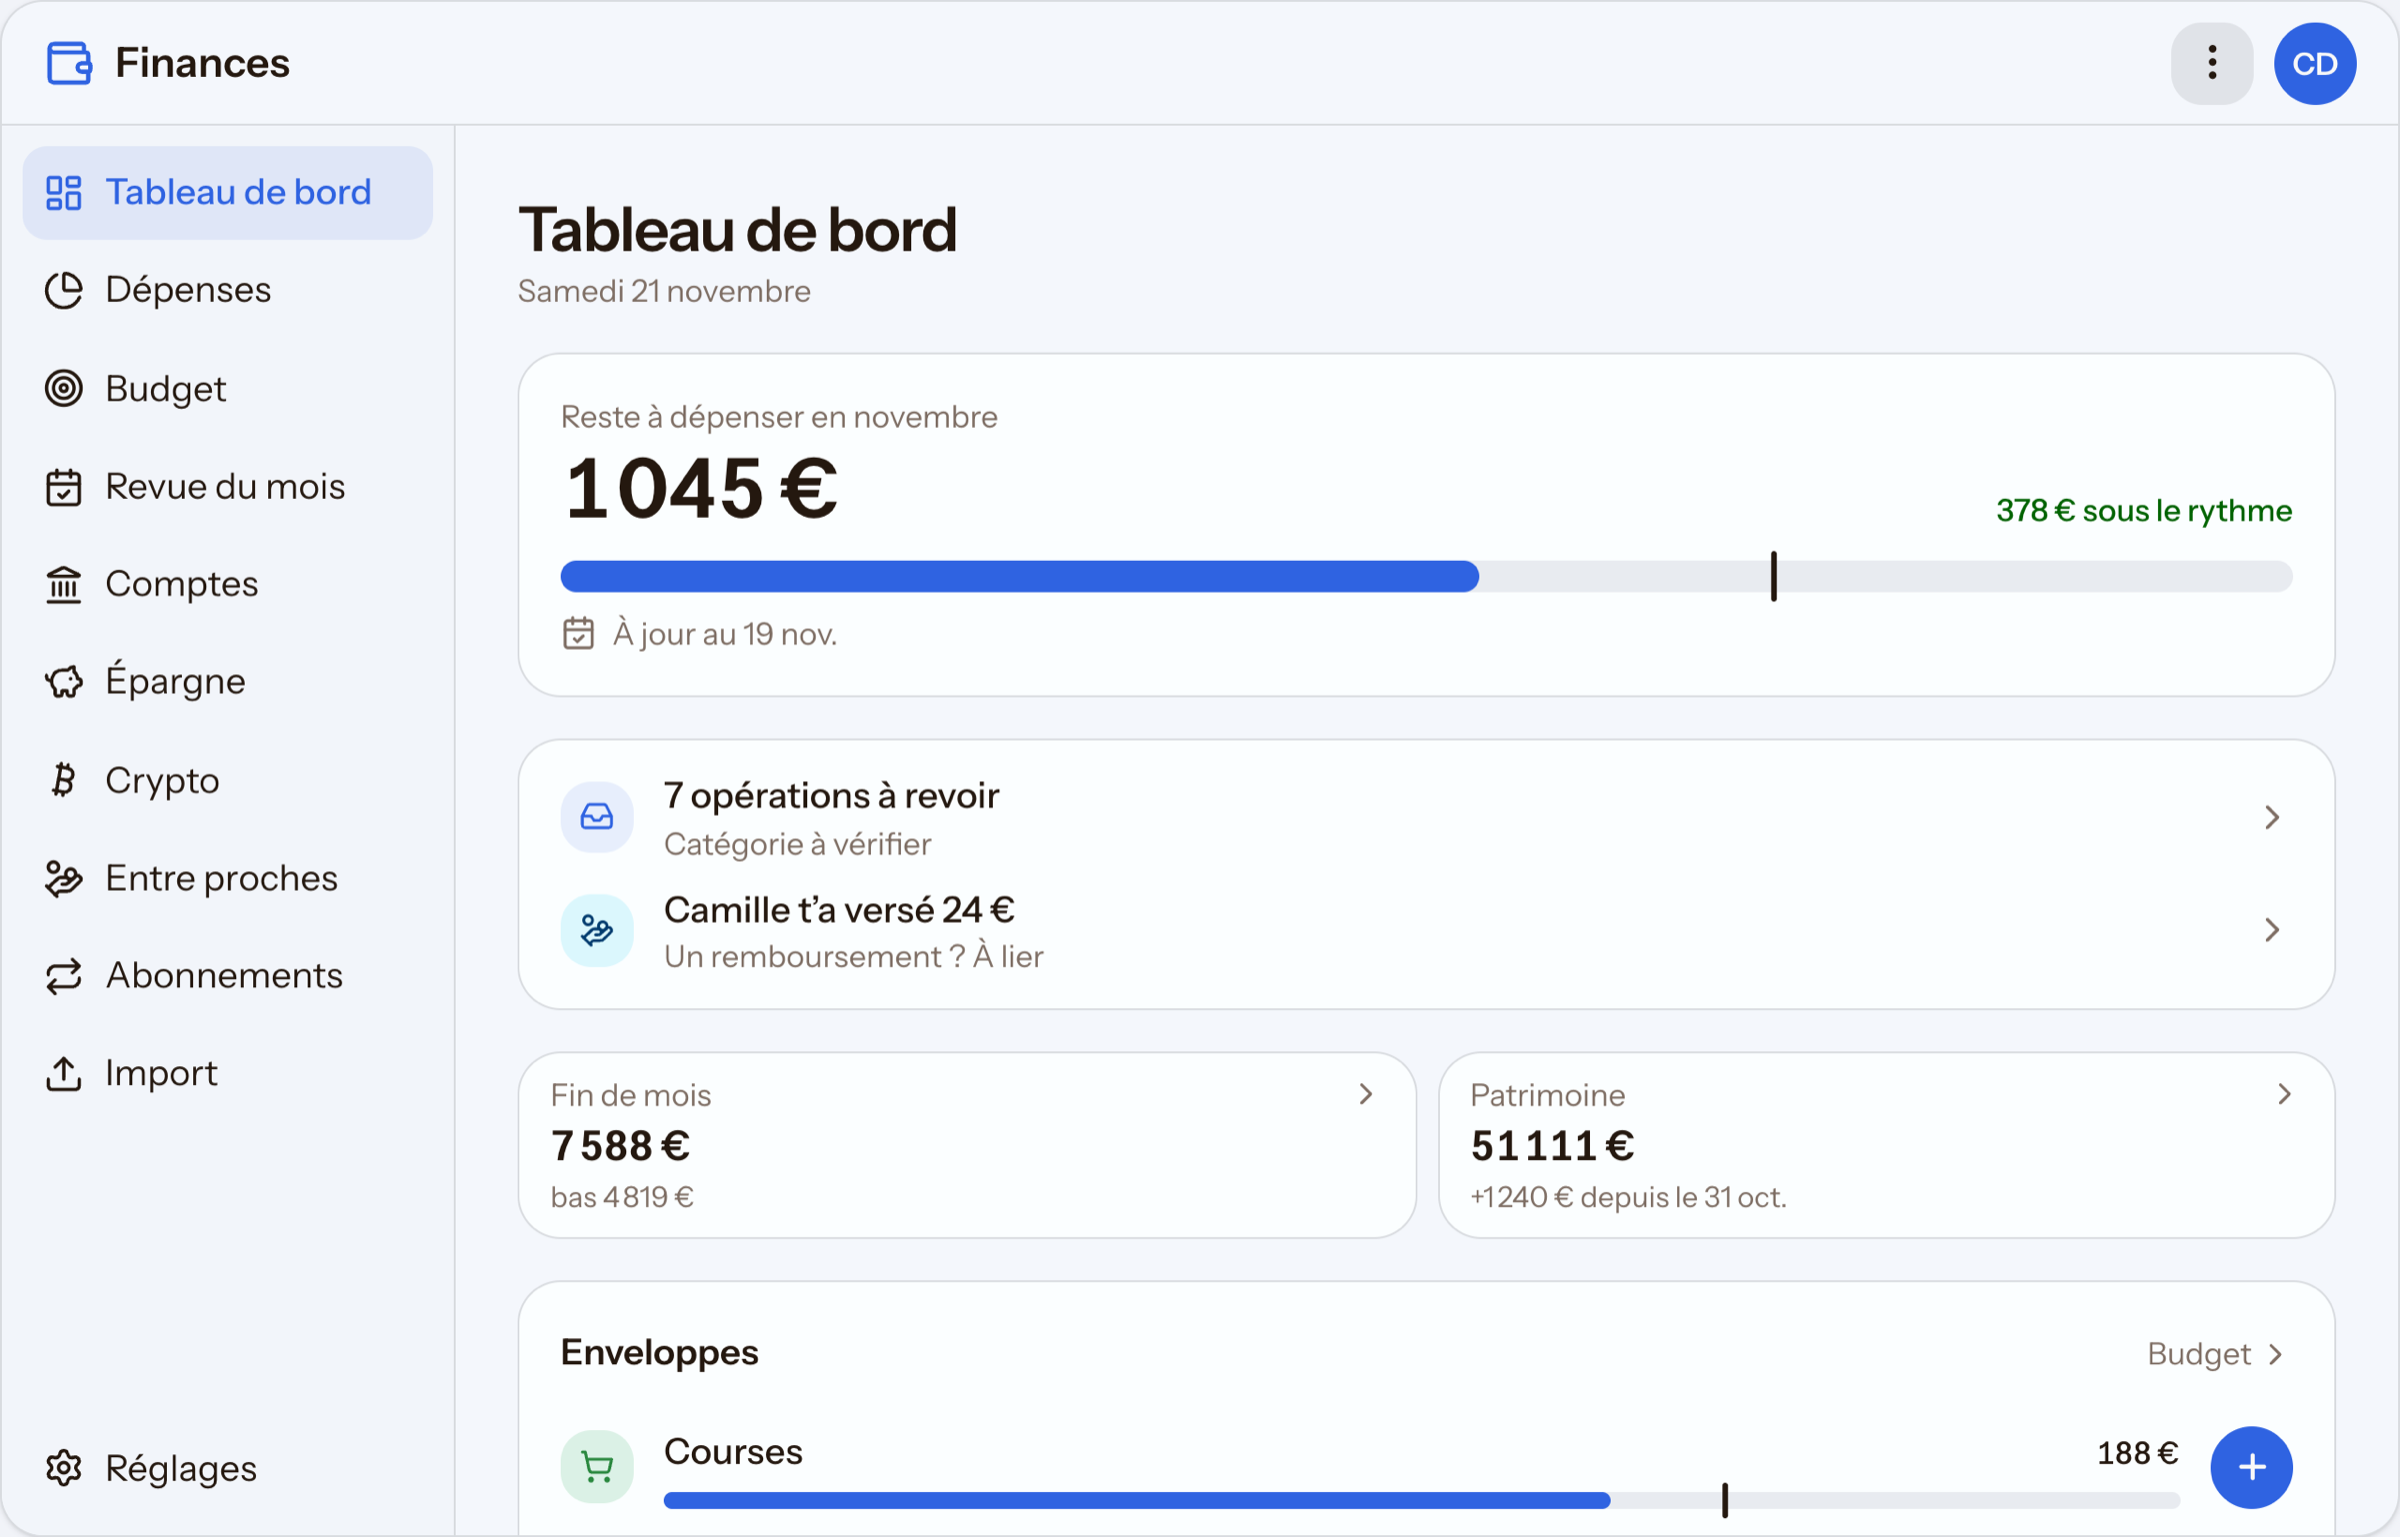 Finances
CD
Tableau de bord
Dépenses
Budget
Revue du mois
Comptes
Épargne
Crypto
Entre proches
Abonnements
Import
Réglages
Tableau de bord
Samedi 21 novembre
Reste à dépenser en novembre
1 045 €
378 € sous le rythme
À jour au 19 nov.
7 opérations à revoir
Catégorie à vérifier
Camille t’a versé 24 €
Un remboursement ? À lier
Fin de mois
7 588 €
bas 4 819 €
Patrimoine
51 111 €
+1 240 € depuis le 31 oct.
Enveloppes
Budget
Courses
188 €